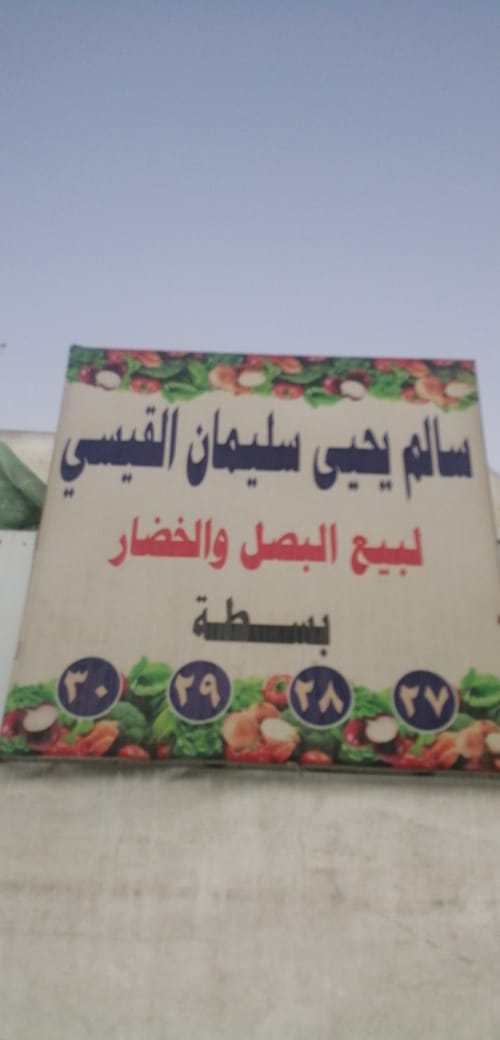 سالم يحيى سليمان القيسي
لبيع البصل والخضار
بسطة
٢٧ ٢٨ ٢٩ ٣٠